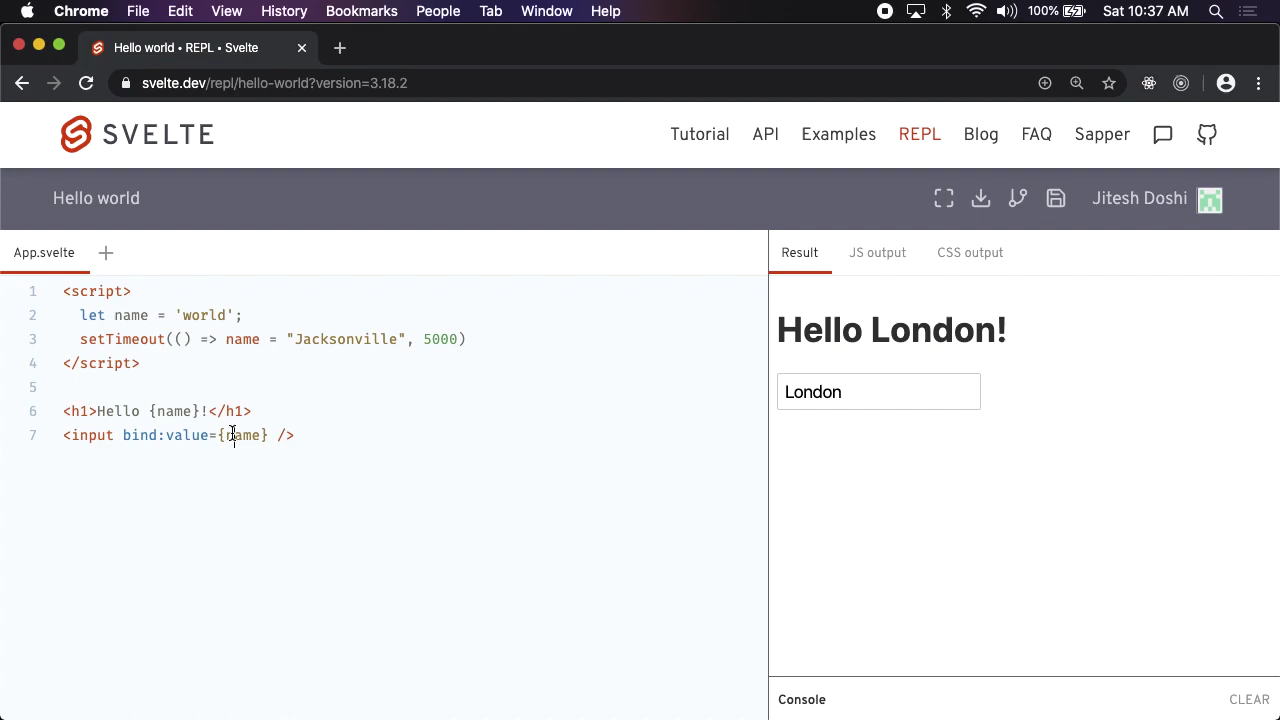 Chrome File Edit View History Bookmarks People Tab Window Help 100% Sat 10:37 AM
Hello world • REPL • Svelte
svelte.dev/repl/hello-world?version=3.18.2
SVELTE Tutorial API Examples REPL Blog FAQ Sapper
Hello world Jitesh Doshi
App.svelte Result JS output CSS output
1 <script>
2 let name = 'world';
3 setTimeout(() => name = "Jacksonville", 5000)
4 </script>
5
6 <h1>Hello {name}!</h1>
7 <input bind:value={name} />
Hello London!
London
Console CLEAR